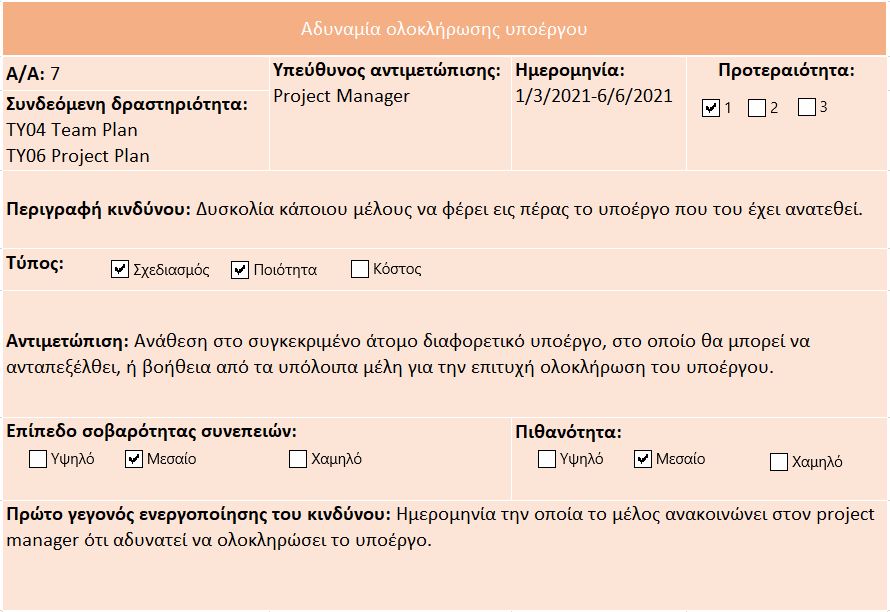 Αδυναμία ολοκλήρωσης υποέργου
Α/Α: 7
Συνδεόμενη δραστηριότητα:
TY04 Team Plan
TY06 Project Plan
Υπεύθυνος αντιμετώπισης:
Project Manager
Ημερομηνία:
1/3/2021-6/6/2021
Προτεραιότητα:
1 2 3
Περιγραφή κινδύνου: Δυσκολία κάποιου μέλους να φέρει εις πέρας το υποέργο που του έχει ανατεθεί.
Τύπος: Σχεδιασμός Ποιότητα Κόστος
Αντιμετώπιση: Ανάθεση στο συγκεκριμένο άτομο διαφορετικό υποέργο, στο οποίο θα μπορεί να
ανταπεξέλθει, ή βοήθεια από τα υπόλοιπα μέλη για την επιτυχή ολοκλήρωση του υποέργου.
Επίπεδο σοβαρότητας συνεπειών:
Υψηλό Μεσαίο Χαμηλό
Πιθανότητα:
Υψηλό Μεσαίο Χαμηλό
Πρώτο γεγονός ενεργοποίησης του κινδύνου: Ημερομηνία την οποία το μέλος ανακοινώνει στον project
manager ότι αδυνατεί να ολοκληρώσει το υποέργο.